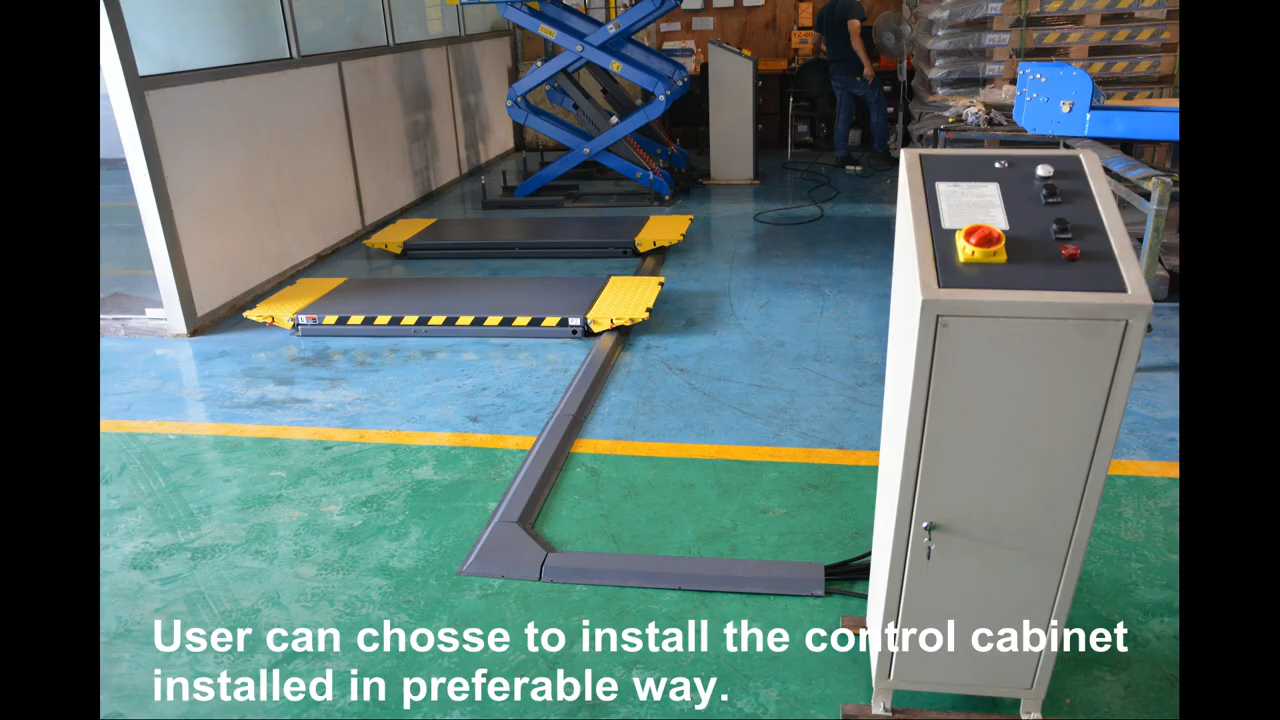 User can chosse to install the control cabinet
installed in preferable way.